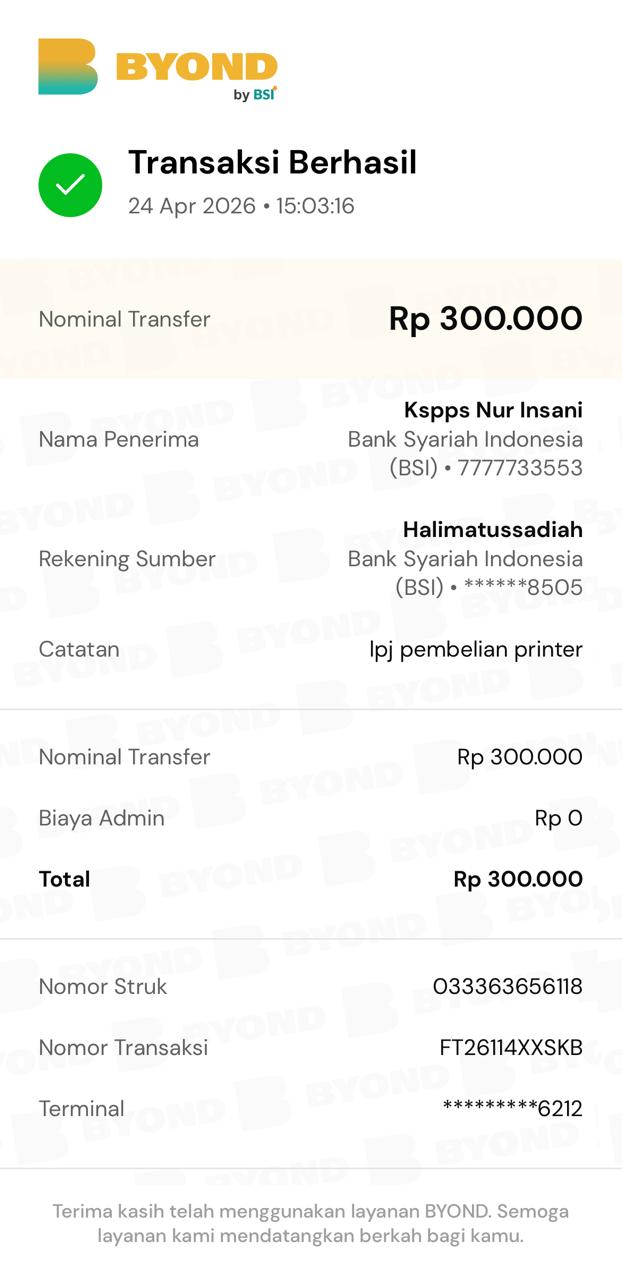 BYOND
by BSI
Transaksi Berhasil
24 Apr 2026 • 15:03:16
Nominal Transfer
Rp 300.000
Nama Penerima
Kspps Nur Insani
Bank Syariah Indonesia
(BSI) • 7777733553
Rekening Sumber
Halimatussadiah
Bank Syariah Indonesia
(BSI) • ******8505
Catatan
lpj pembelian printer
Nominal Transfer
Rp 300.000
Biaya Admin
Rp 0
Total
Rp 300.000
Nomor Struk
033363656118
Nomor Transaksi
FT26114XXSKB
Terminal
*********6212
Terima kasih telah menggunakan layanan BYOND. Semoga
layanan kami mendatangkan berkah bagi kamu.